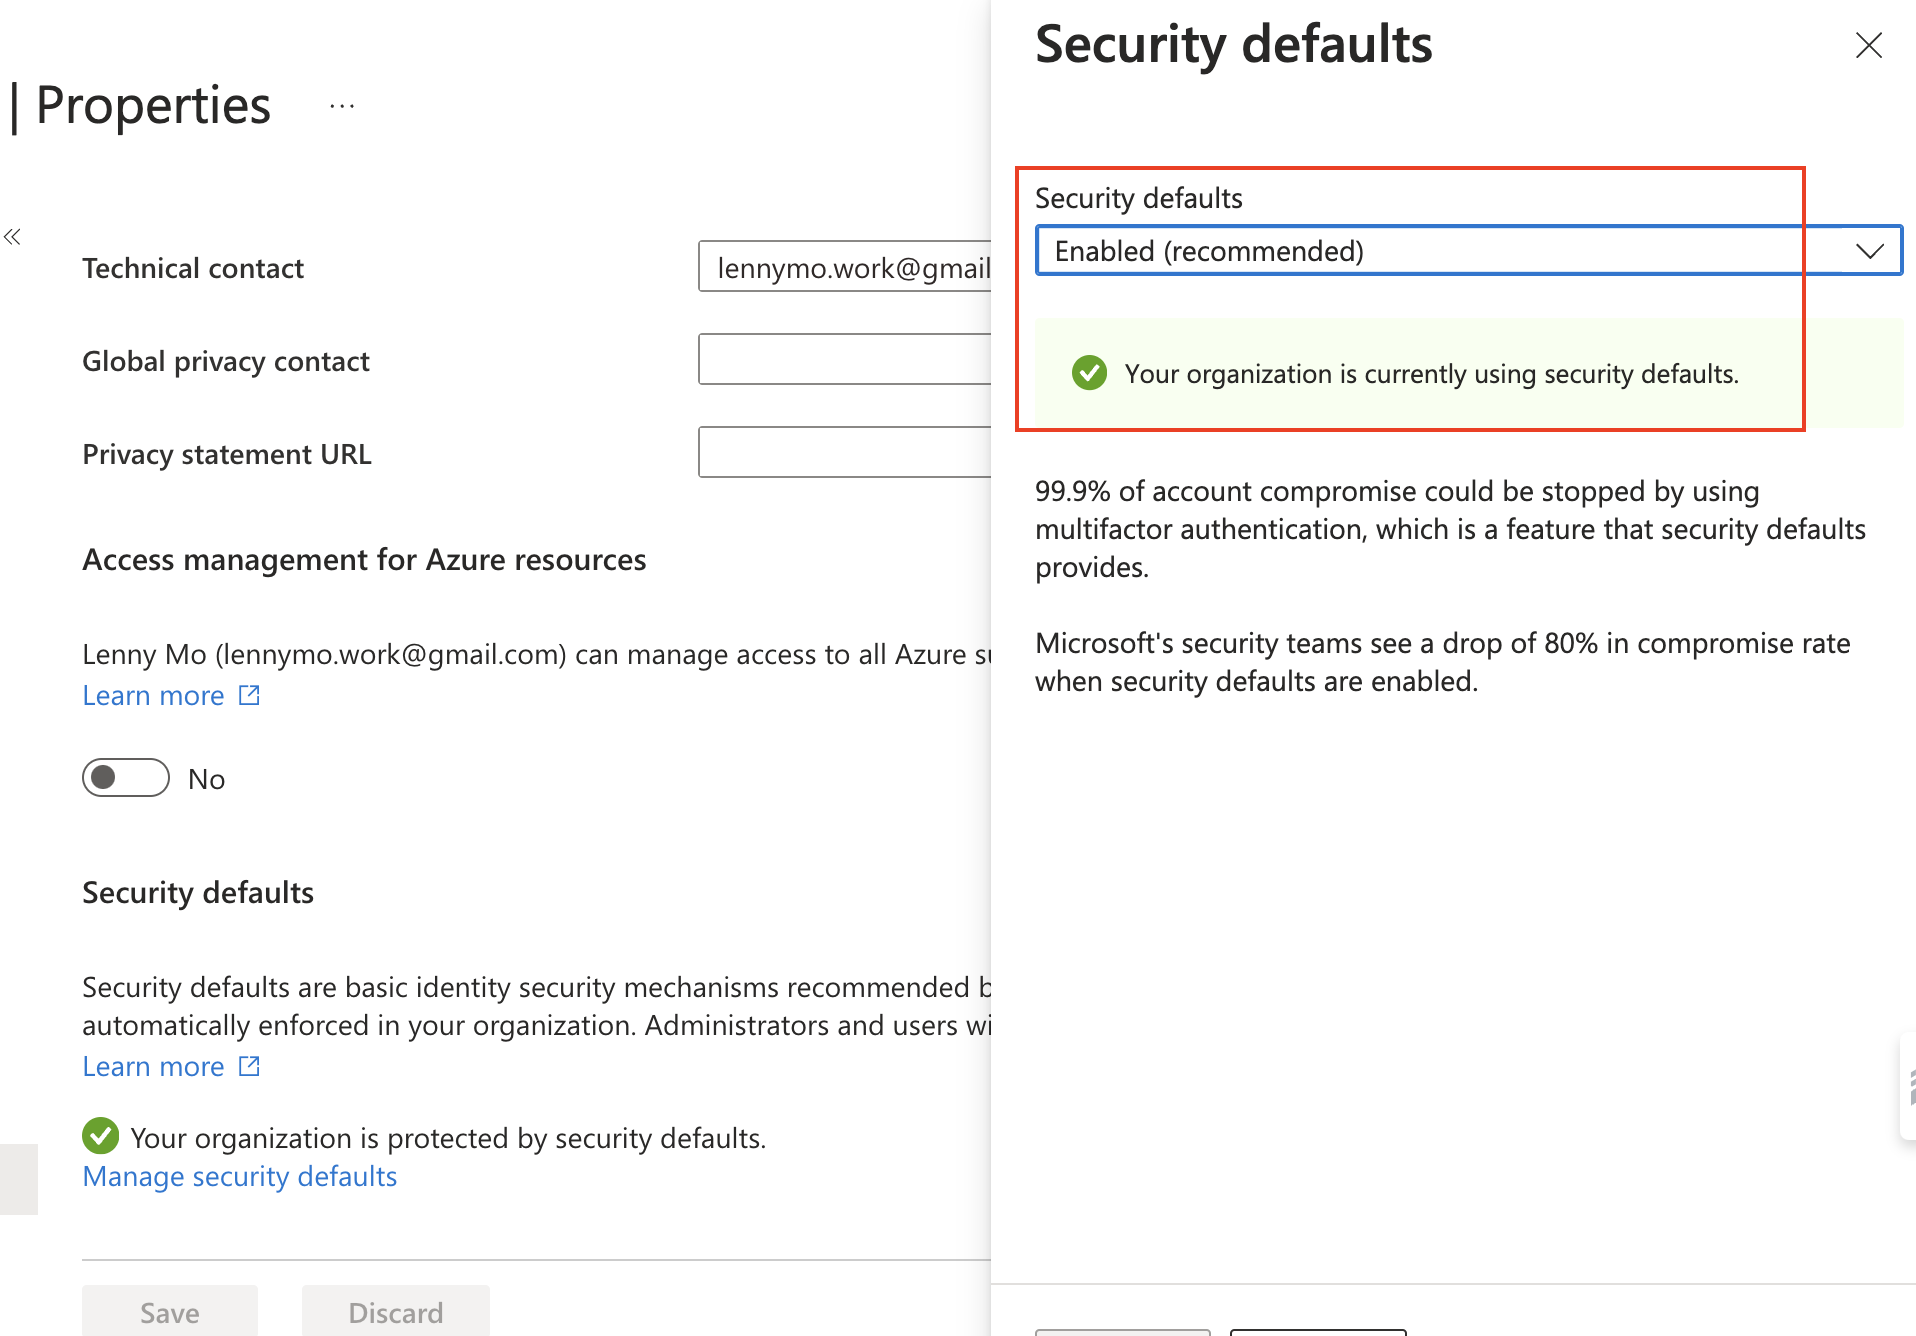 | Properties
...
Technical contact
lennymo.work@gmail
Global privacy contact
Privacy statement URL
Access management for Azure resources
Lenny Mo (lennymo.work@gmail.com) can manage access to all Azure
Learn more
No
Security defaults
Security defaults are basic identity security mechanisms recommended
automatically enforced in your organization. Administrators and users
Learn more
Your organization is protected by security defaults.
Manage security defaults
Save
Discard
Security defaults
Security defaults
Enabled (recommended)
Your organization is currently using security defaults.
99.9% of account compromise could be stopped by using
multifactor authentication, which is a feature that security defaults
provides.
Microsoft's security teams see a drop of 80% in compromise rate
when security defaults are enabled.